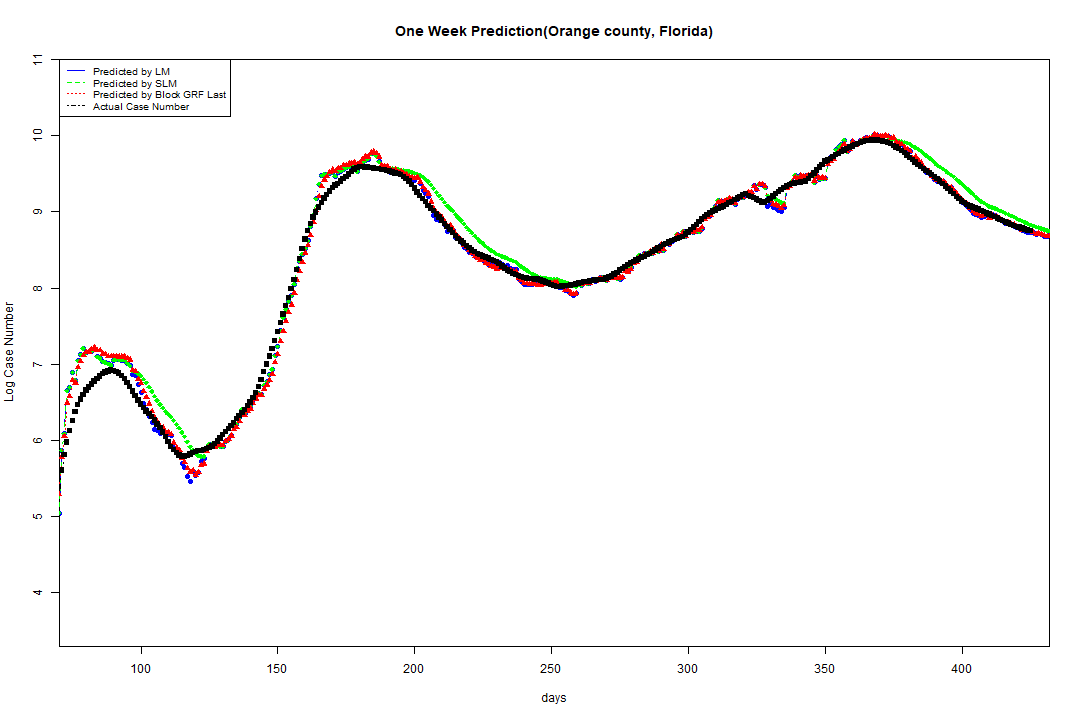 One Week Prediction(Orange county, Florida)
Predicted by LM
Predicted by SLM
Predicted by Block GRF Last
Actual Case Number
11
10
9
8
7
6
5
4
Log Case Number
100 150 200 250 300 350 400
days